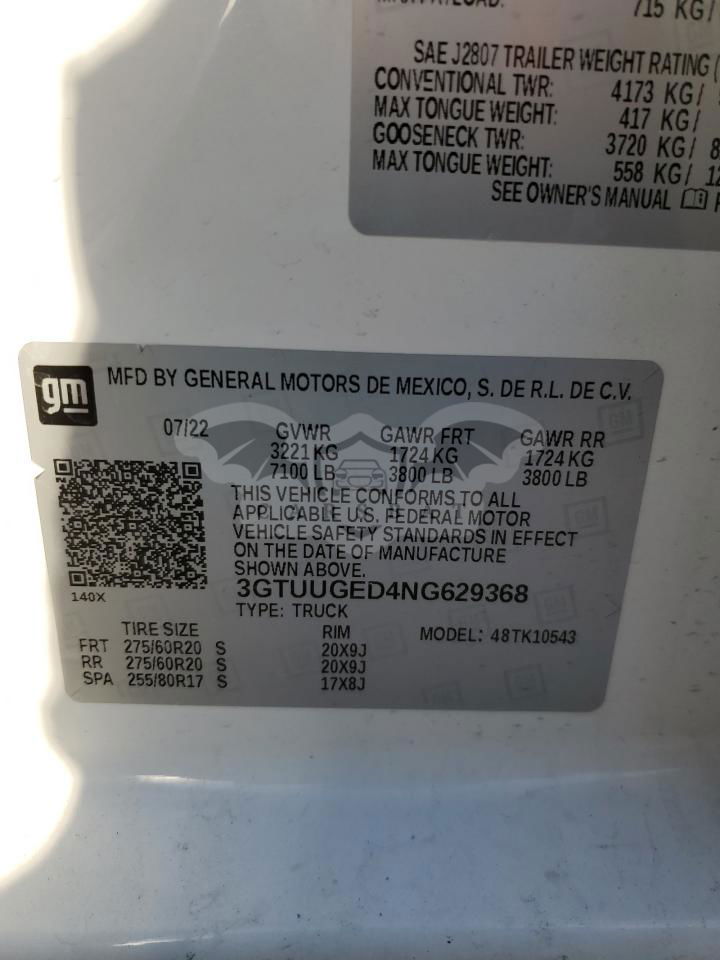 715 KG/
SAE J2807 TRAILER WEIGHT RATING (
CONVENTIONAL TWR: 4173 KG/
MAX TONGUE WEIGHT: 417 KG/
GOOSENECK TWR: 3720 KG/ 8
MAX TONGUE WEIGHT: 558 KG/ 12
SEE OWNER'S MANUAL
gm MFD BY GENERAL MOTORS DE MEXICO, S. DE R.L. DE C.V.
07/22 GVWR GAWR FRT GAWR RR
3221 KG 1724 KG 1724 KG
7100 LB 3800 LB 3800 LB
THIS VEHICLE CONFORMS TO ALL
APPLICABLE U.S. FEDERAL MOTOR
VEHICLE SAFETY STANDARDS IN EFFECT
ON THE DATE OF MANUFACTURE
SHOWN ABOVE.
140X 3GTUUGED4NG629368
TYPE: TRUCK
TIRE SIZE RIM MODEL: 48TK10543
FRT 275/60R20 S 20X9J
RR 275/60R20 S 20X9J
SPA 255/80R17 S 17X8J